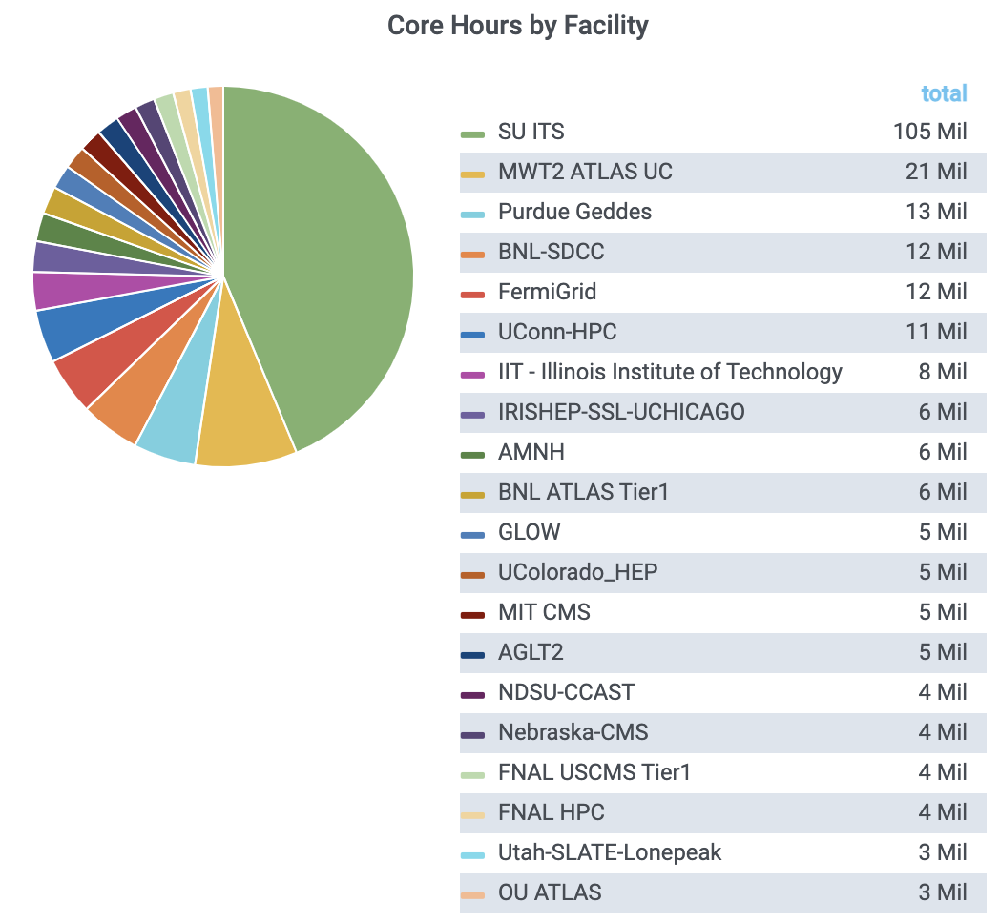 Core Hours by Facility
total
SU ITS 105 Mil
MWT2 ATLAS UC 21 Mil
Purdue Geddes 13 Mil
BNL-SDCC 12 Mil
FermiGrid 12 Mil
UConn-HPC 11 Mil
IIT - Illinois Institute of Technology 8 Mil
IRISHEP-SSL-UCHICAGO 6 Mil
AMNH 6 Mil
BNL ATLAS Tier1 6 Mil
GLOW 5 Mil
UColorado_HEP 5 Mil
MIT CMS 5 Mil
AGLT2 5 Mil
NDSU-CCAST 4 Mil
Nebraska-CMS 4 Mil
FNAL USCMS Tier1 4 Mil
FNAL HPC 4 Mil
Utah-SLATE-Lonepeak 3 Mil
OU ATLAS 3 Mil